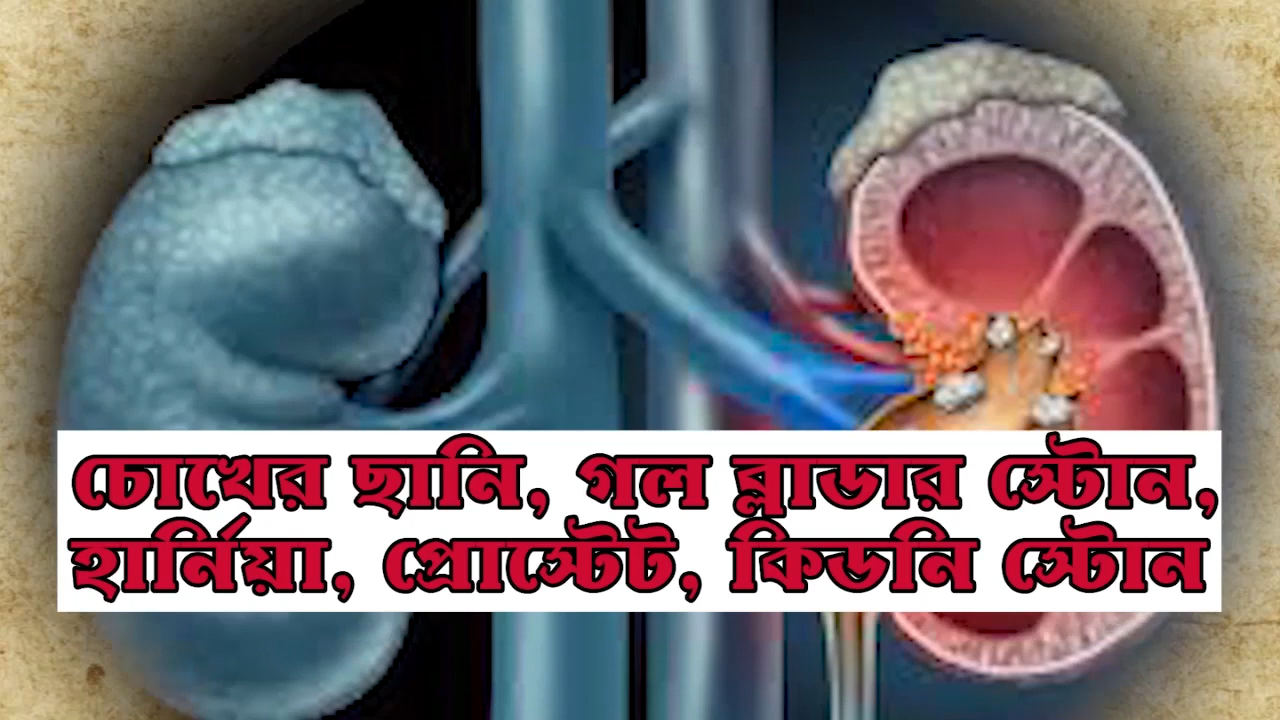 চোখের ছানি, গল ব্লাডার স্টোন,
হার্নিয়া, প্রোস্টেট, কিডনি স্টোন